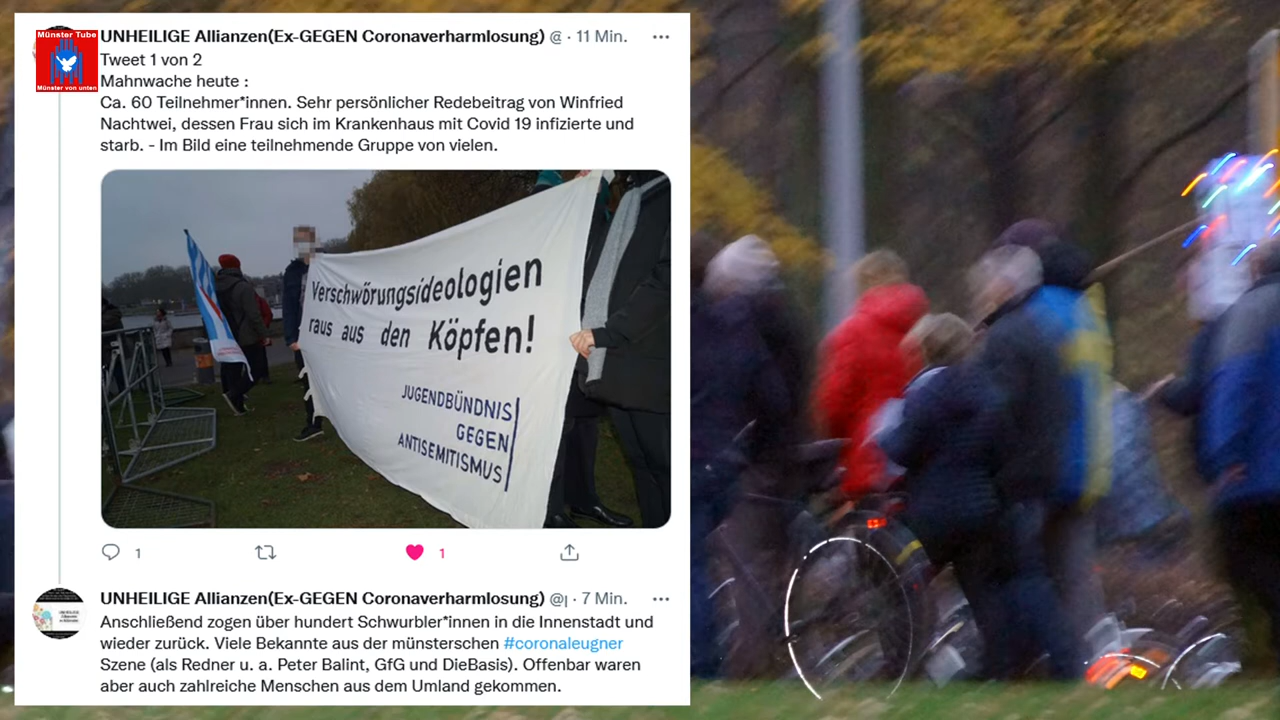 Münster Tube
Münster von unten
UNHEILIGE Allianzen(Ex-GEGEN Coronaverharmlosung) @ · 11 Min.
Tweet 1 von 2
Mahnwache heute :
Ca. 60 Teilnehmer*innen. Sehr persönlicher Redebeitrag von Winfried
Nachtwei, dessen Frau sich im Krankenhaus mit Covid 19 infizierte und
starb. - Im Bild eine teilnehmende Gruppe von vielen.
Verschwörungsideologien
raus aus den Köpfen!
JUGENDBÜNDNIS
GEGEN
ANTISEMITISMUS
1
1
UNHEILIGE Allianzen(Ex-GEGEN Coronaverharmlosung) @ · 7 Min.
Anschließend zogen über hundert Schwurbler*innen in die Innenstadt und
wieder zurück. Viele Bekannte aus der münsterschen #coronaleugner
Szene (als Redner u. a. Peter Balint, GfG und DieBasis). Offenbar waren
aber auch zahlreiche Menschen aus dem Umland gekommen.